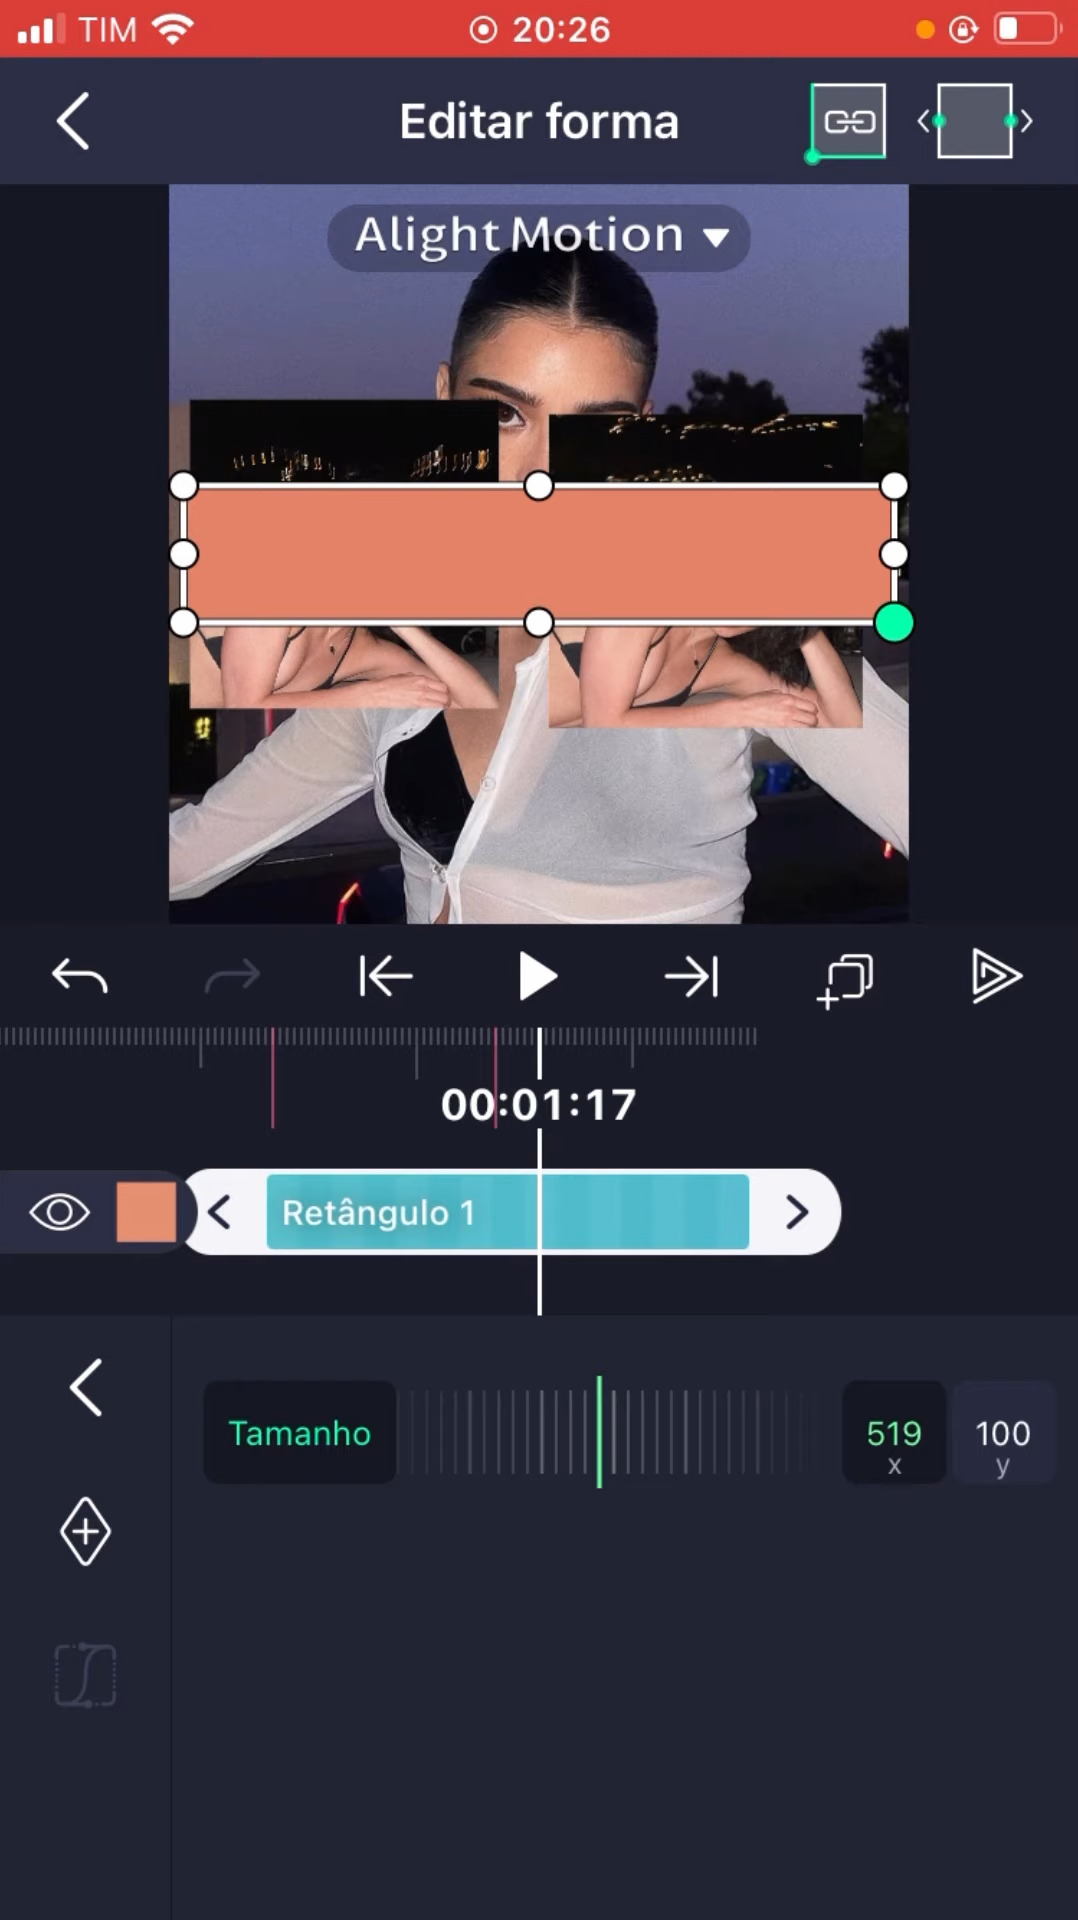 TIM 20:26
Editar forma
Alight Motion
00:01:17
Retângulo 1
Tamanho 519 100
x y